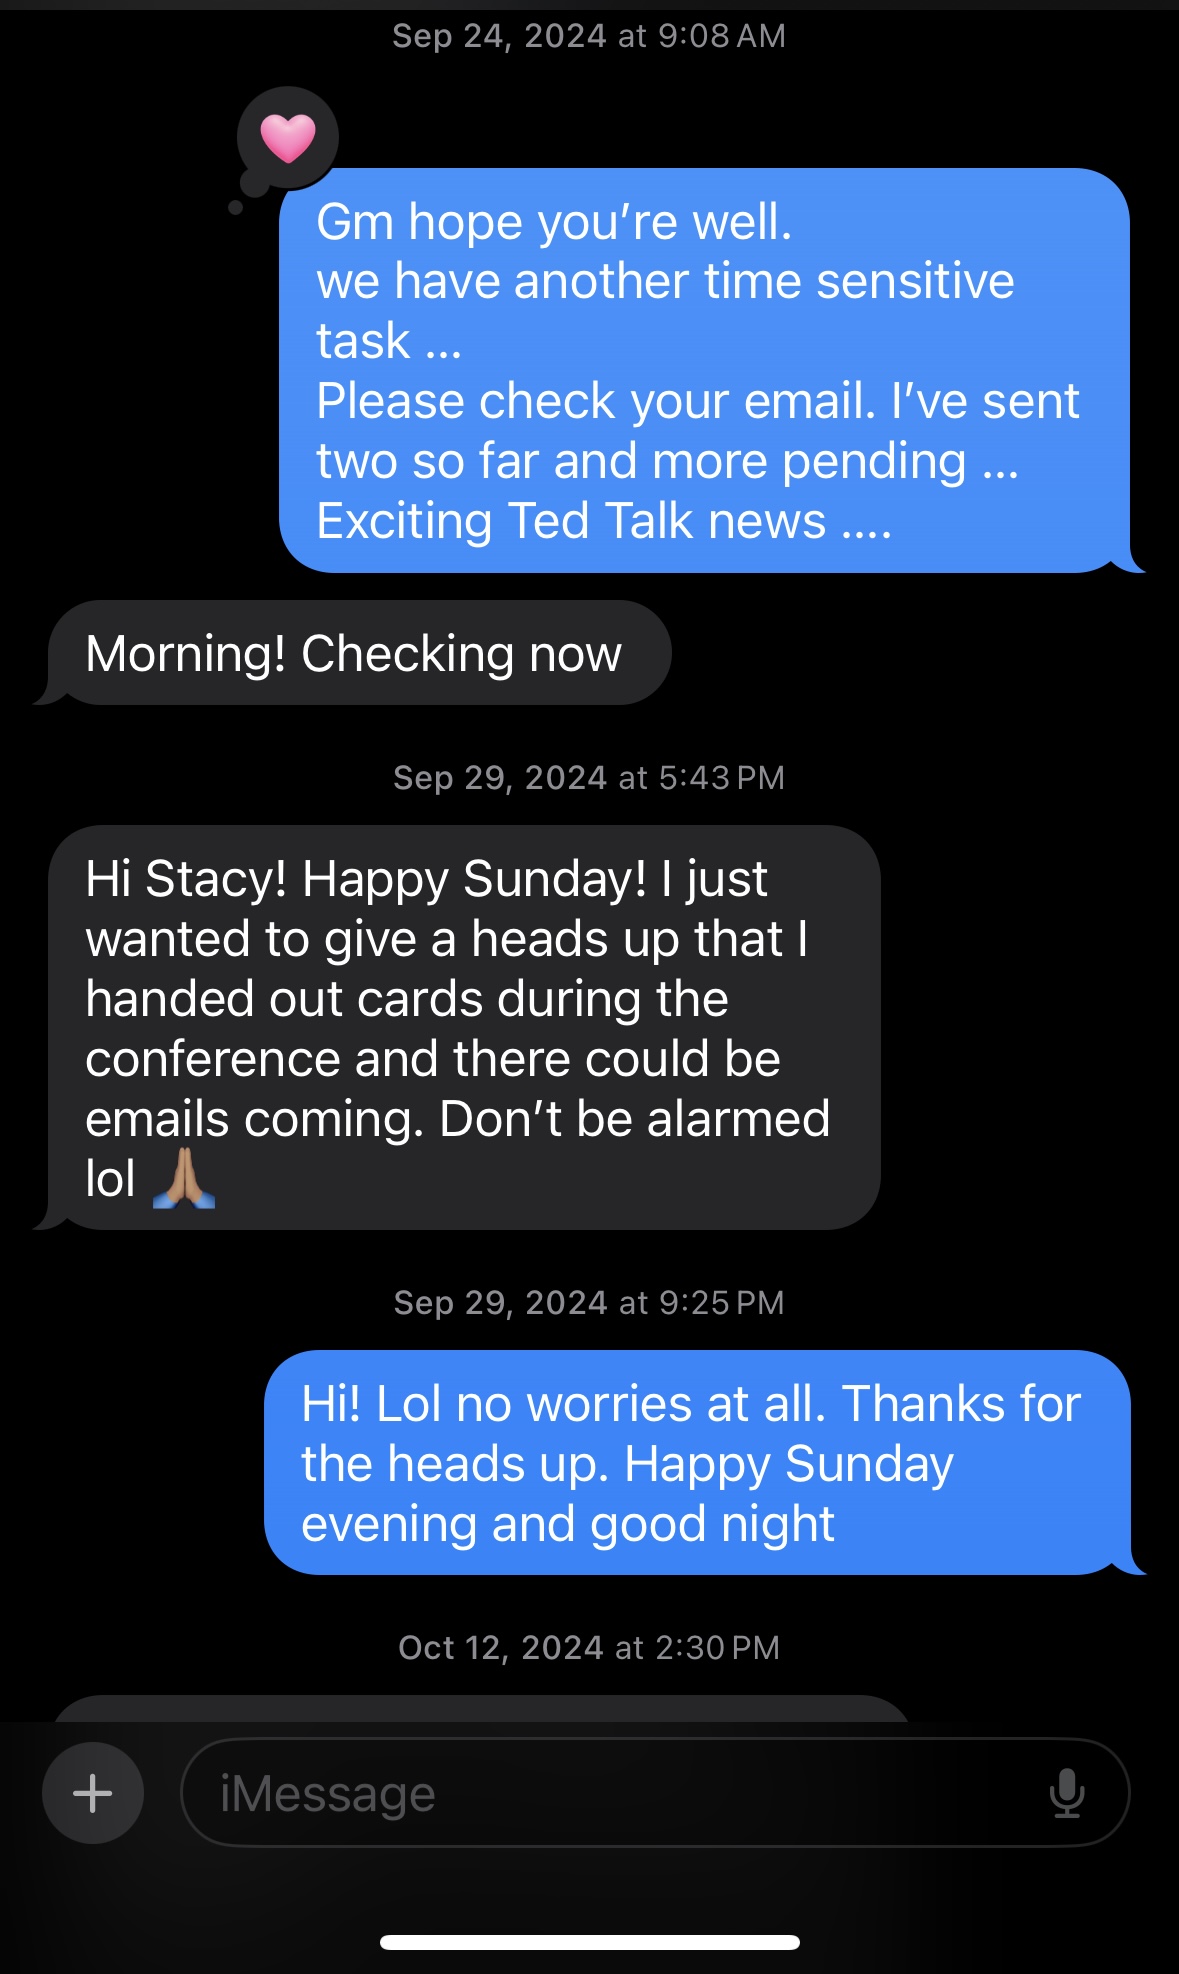 Sep 24, 2024 at 9:08 AM
Gm hope you’re well.
we have another time sensitive
task ...
Please check your email. I’ve sent
two so far and more pending ...
Exciting Ted Talk news ....
Morning! Checking now
Sep 29, 2024 at 5:43 PM
Hi Stacy! Happy Sunday! I just
wanted to give a heads up that I
handed out cards during the
conference and there could be
emails coming. Don’t be alarmed
lol 🙏🏽
Sep 29, 2024 at 9:25 PM
Hi! Lol no worries at all. Thanks for
the heads up. Happy Sunday
evening and good night
Oct 12, 2024 at 2:30 PM
iMessage